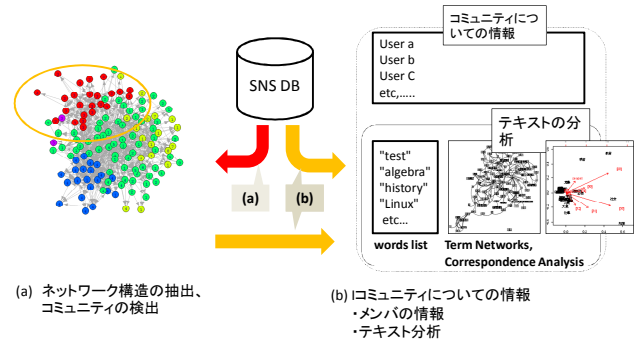 コミュニティにつ
いての情報
User a
User b
User C
etc,.....
SNS DB
テキストの分
析
(a)
(b)
"test"
"algebra"
"history"
"Linux"
etc...
words list
Term Networks,
Correspondence Analysis
(a) ネットワーク構造の抽出、
コミュニティの検出
(b) コミュニティについての情報
・メンバの情報
・テキスト分析